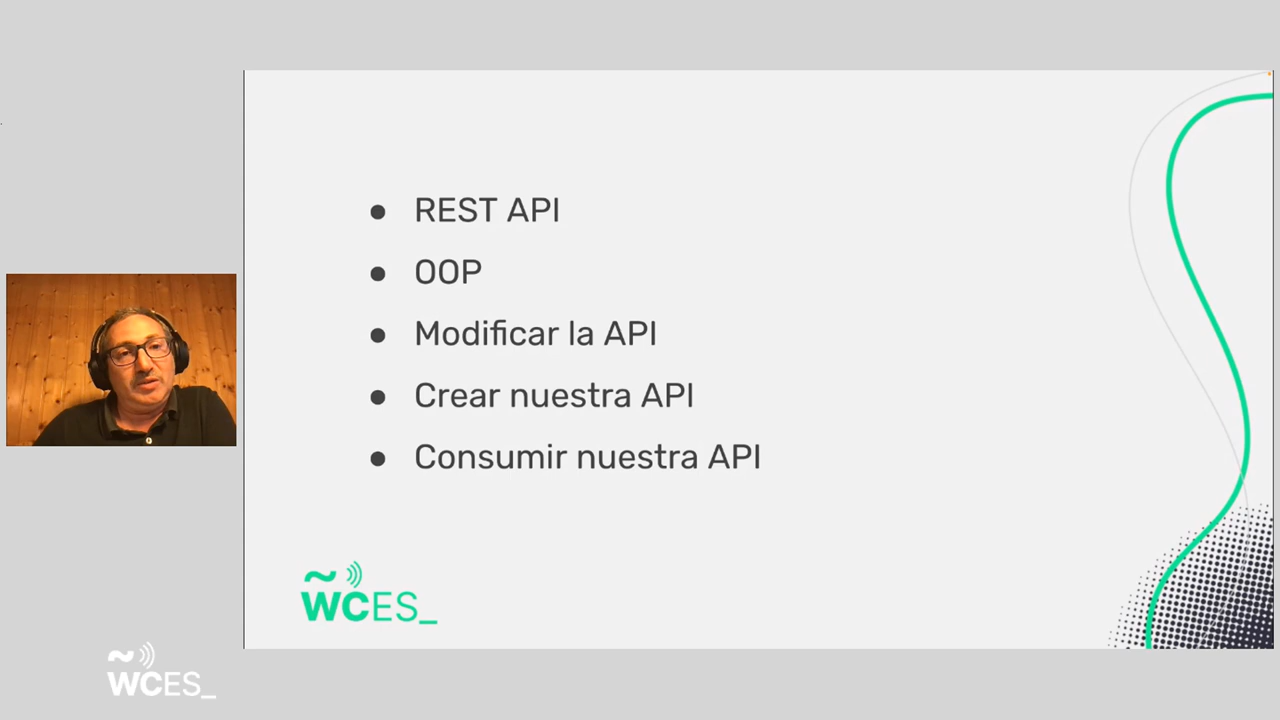 REST API
OOP
Modificar la API
Crear nuestra API
Consumir nuestra API
WCES_
WCES_